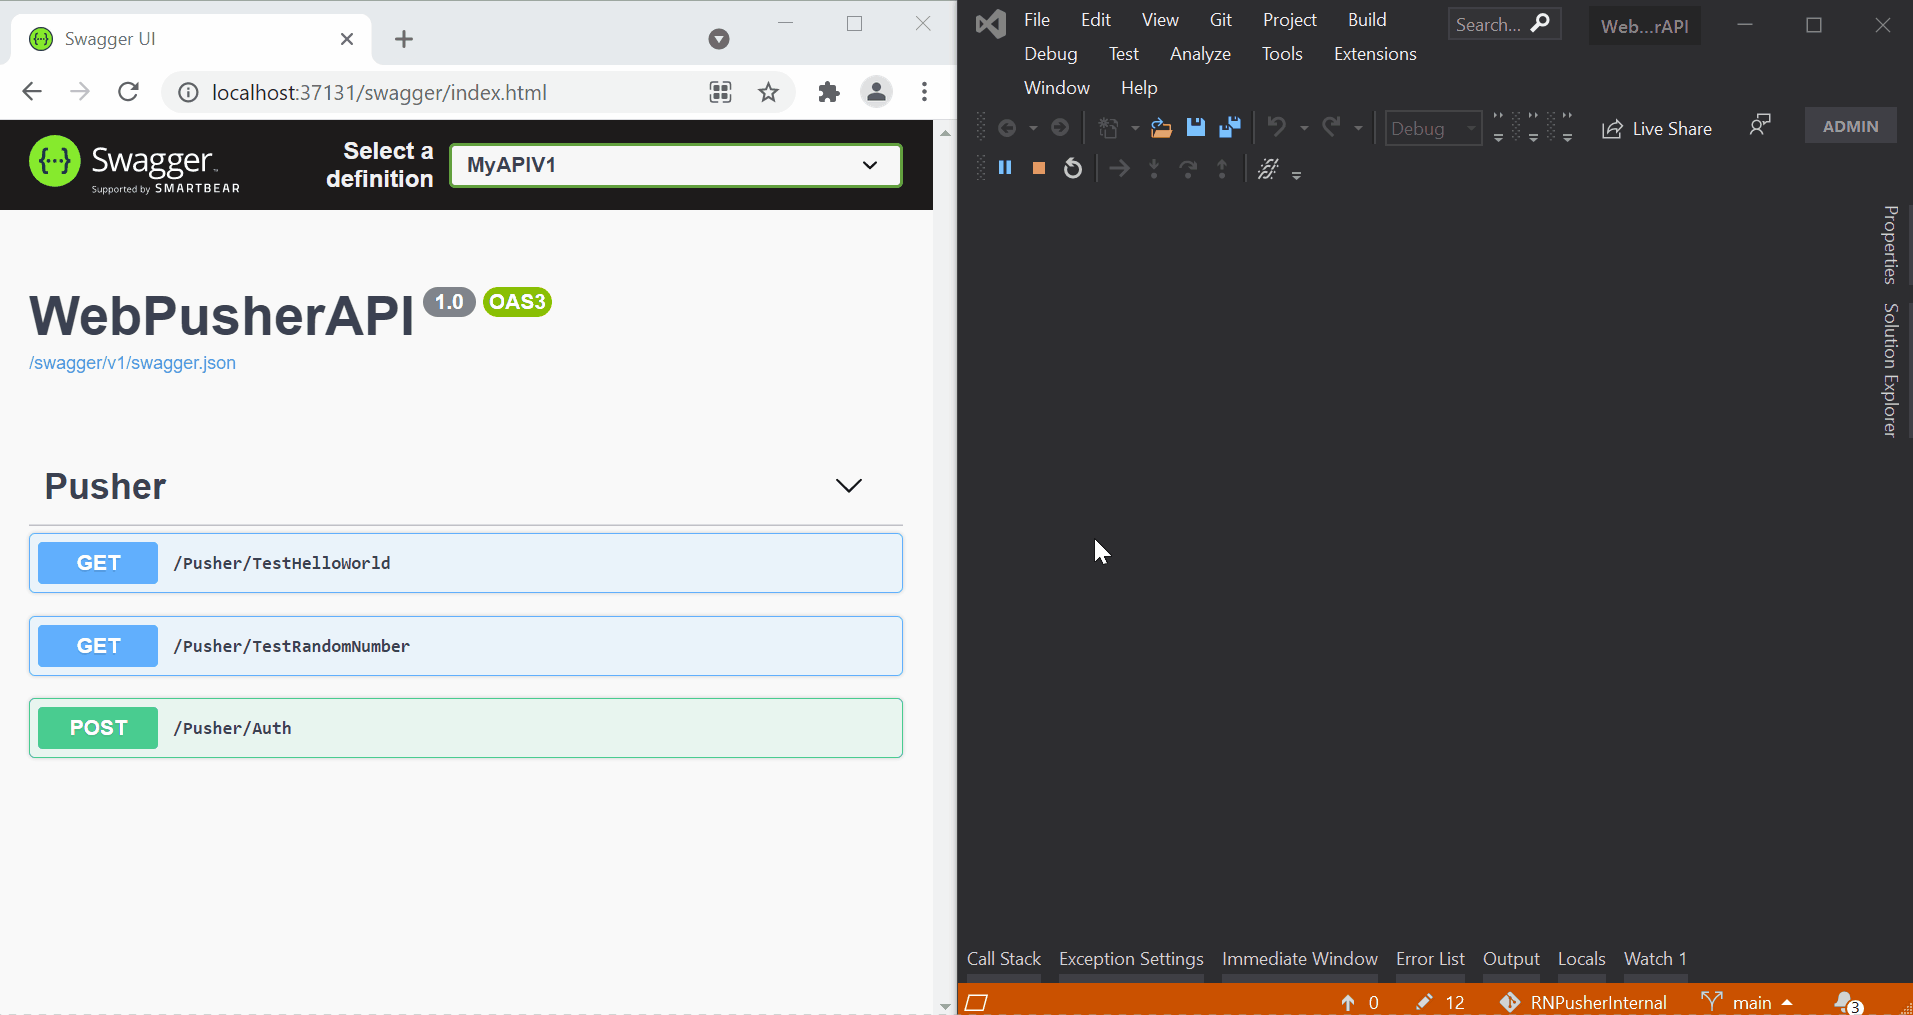 Swagger UI
localhost:37131/swagger/index.html
Swagger
Supported by SMARTBEAR
Select a
definition
MyAPIV1
WebPusherAPI 1.0 OAS3
/swagger/v1/swagger.json
Pusher
GET /Pusher/TestHelloWorld
GET /Pusher/TestRandomNumber
POST /Pusher/Auth
File Edit View Git Project Build
Search...
Web...rAPI
Debug Test Analyze Tools Extensions
Window Help
Debug
Live Share
ADMIN
Properties
Solution Explorer
Call Stack Exception Settings Immediate Window Error List Output Locals Watch 1
0 12 RNPusherInternal main 3